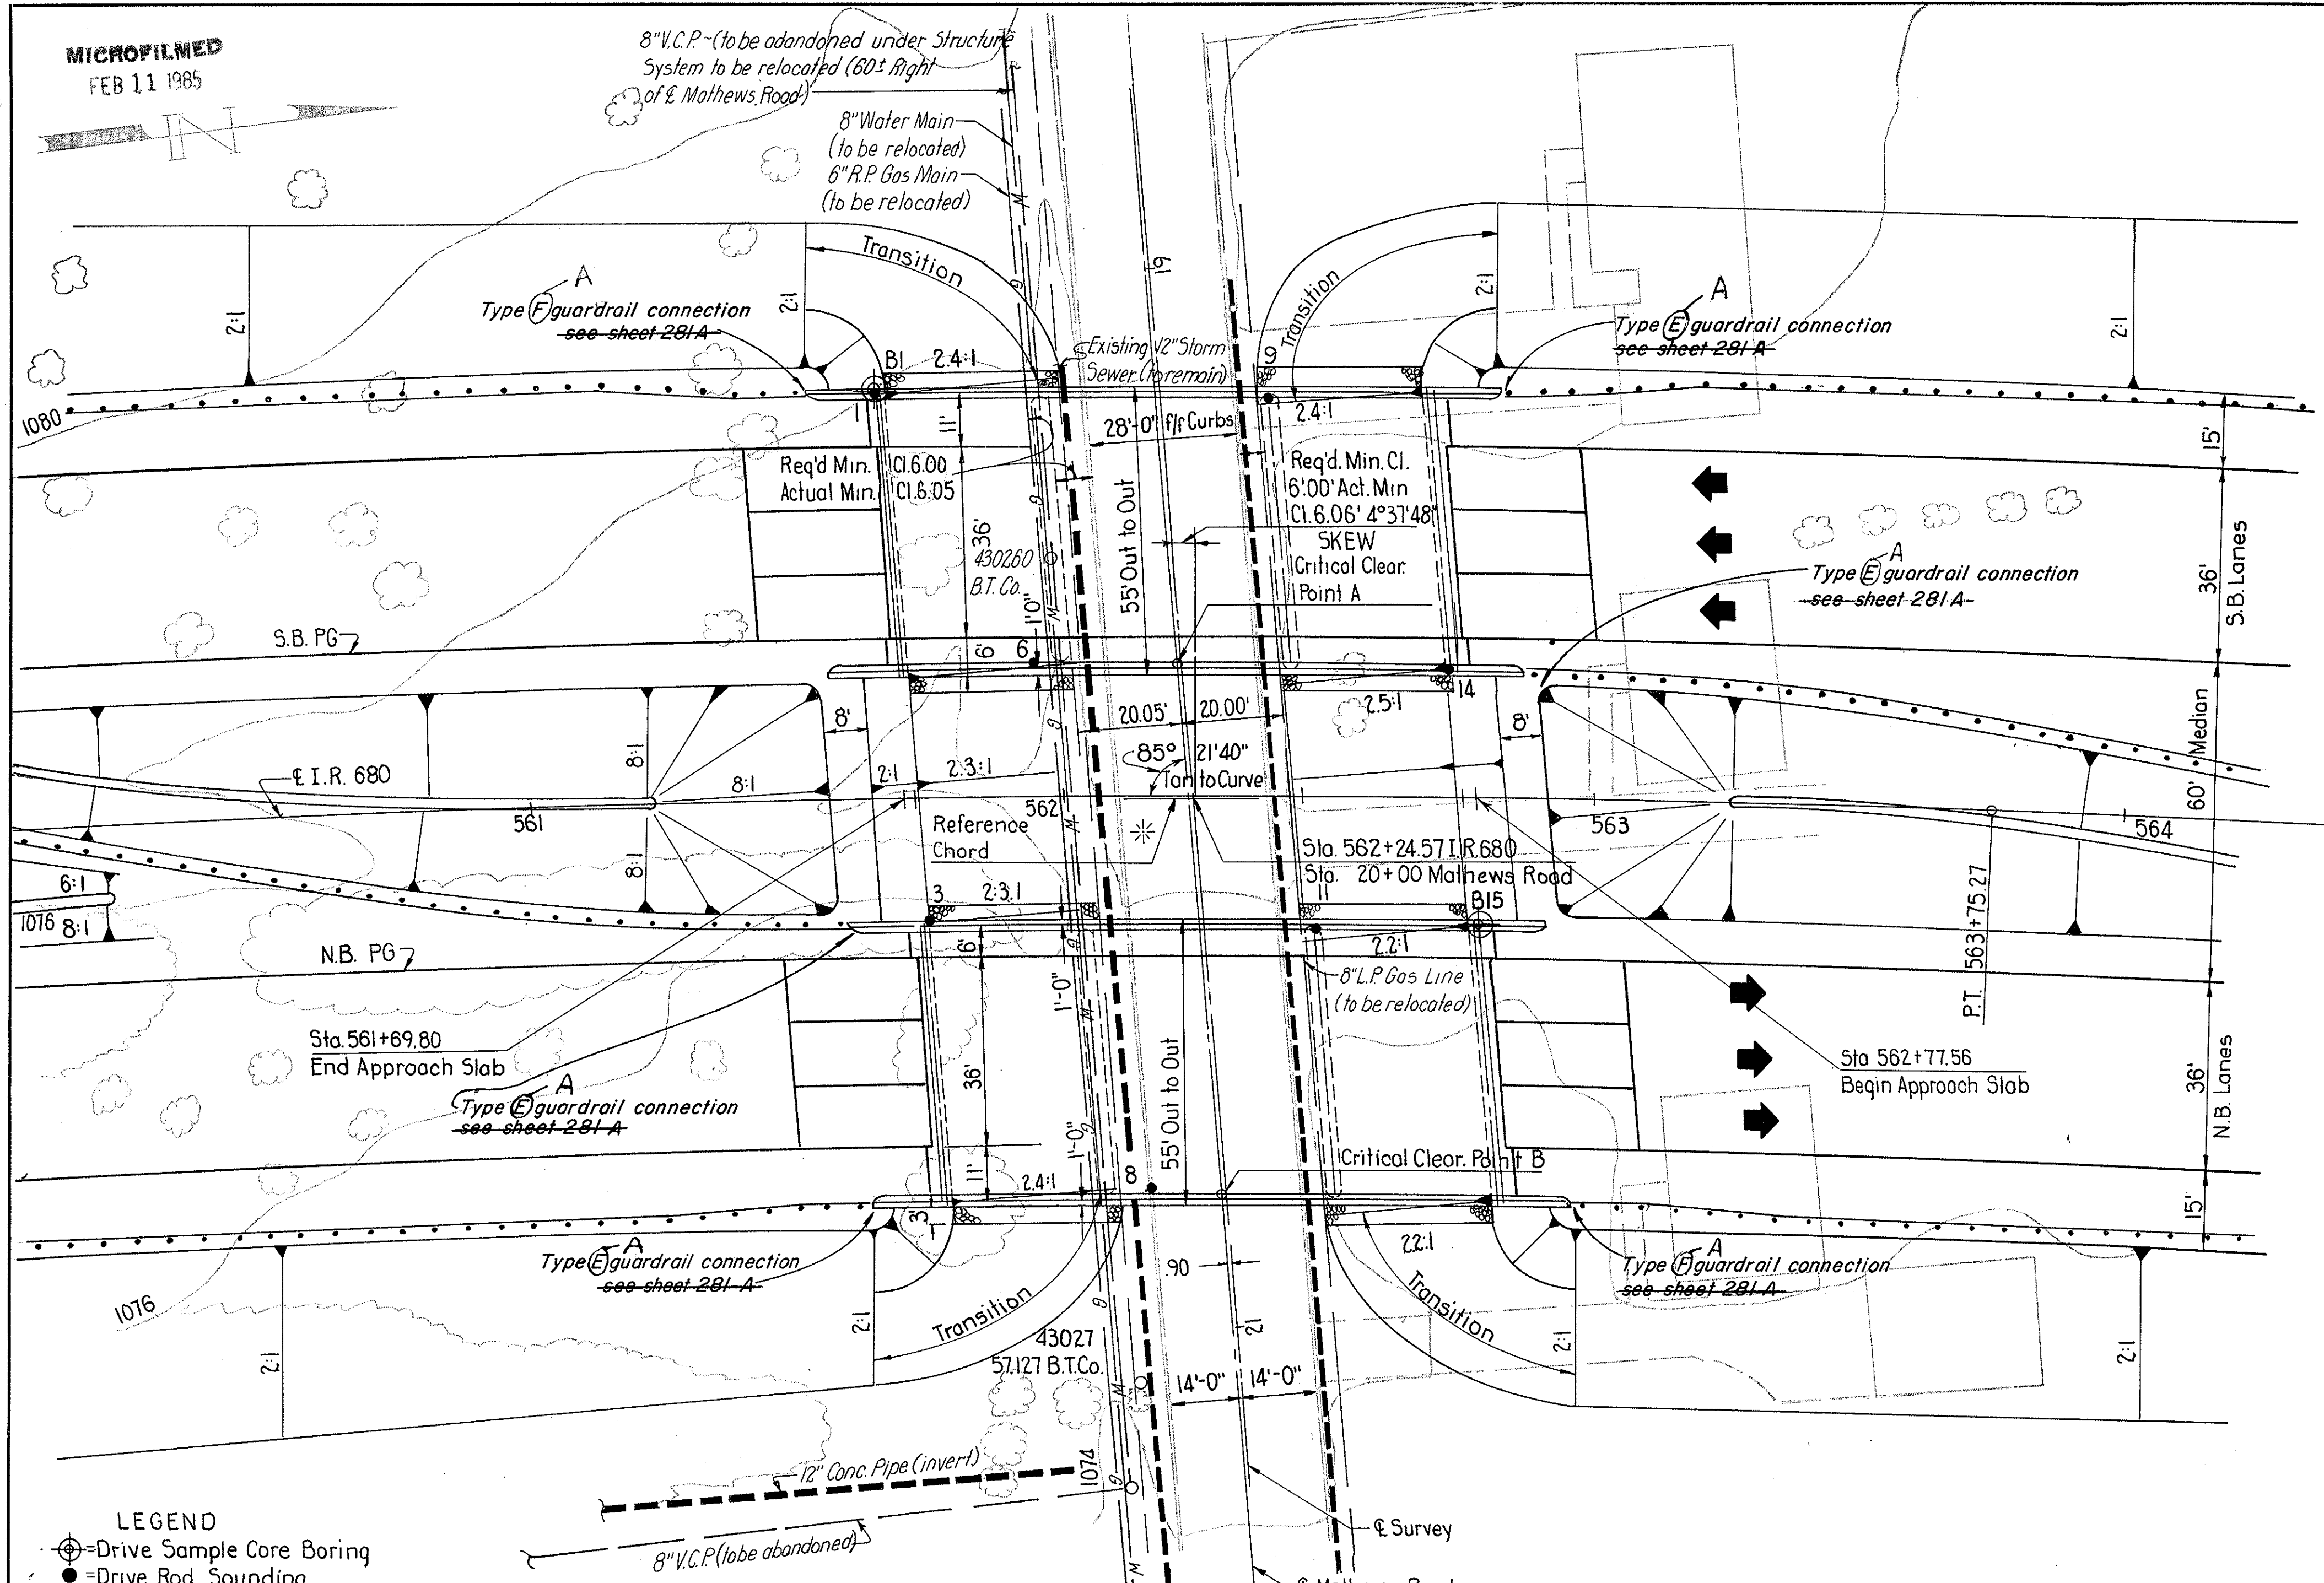 MICROFILMED
FEB 11 1985
N
8"V.C.P.~(to be adandoned under Structure
System to be relocated (60± Right
of ℄ Mathews Road)
8"Water Main
(to be relocated)
6"R.P. Gas Main
(to be relocated)
Transition
2:1
2:1
A
Type F guardrail connection
see sheet 281A
B1
2.4:1
Existing 12"Storm
Sewer (to remain)
19
Transition
9
2:1
A
Type E guardrail connection
see sheet 281A
2:1
1080
1
11'
28'-0" f/f Curbs
2.4:1
15'
Req'd Min. Cl.6.00
Actual Min. Cl.6.05
55' Out to Out
Req'd. Min. Cl.
6.00' Act. Min
Cl.6.06' 4°37'48"
SKEW
Critical Clear.
Point A
36'
430260
B.T. Co.
1'0"
A
Type E guardrail connection
see sheet 281A
36'
S.B. Lanes
S.B. PG
6'
6
14
8'
20.05' 20.00'
2.5:1
8'
60' Median
℄ I.R. 680
8:1
8:1
2:1
2.3:1
85° 21'40"
Tan to Curve
561
562
563
564
Reference
Chord
8:1
Sta. 562+24.57 I.R.680
Sta. 20+00 Mathews Road
P.T. 563+75.27
6:1
1076 8:1
3
2:3.1
11
B15
N.B. PG
6'
2.2:1
8"L.P. Gas Line
(to be relocated)
1'-0"
Sta. 561+69.80
End Approach Slab
Sta 562+77.56
Begin Approach Slab
36'
55' Out to Out
36'
N.B. Lanes
A
Type E guardrail connection
see sheet 281A
1'-0"
11'
2.4:1
8
Critical Clear. Point B
3'
15'
A
Type E guardrail connection
see sheet 281-A
.90
2.2:1
A
Type F guardrail connection
see sheet 281A
1076
2:1
2:1
Transition
43027
57.127 B.T.Co.
21
Transition
2:1
2:1
14'-0" 14'-0"
12" Conc. Pipe (invert)
1074
8"V.C.P. (to be abandoned)
℄ Survey
LEGEND
=Drive Sample Core Boring
=Drive Rod Sounding